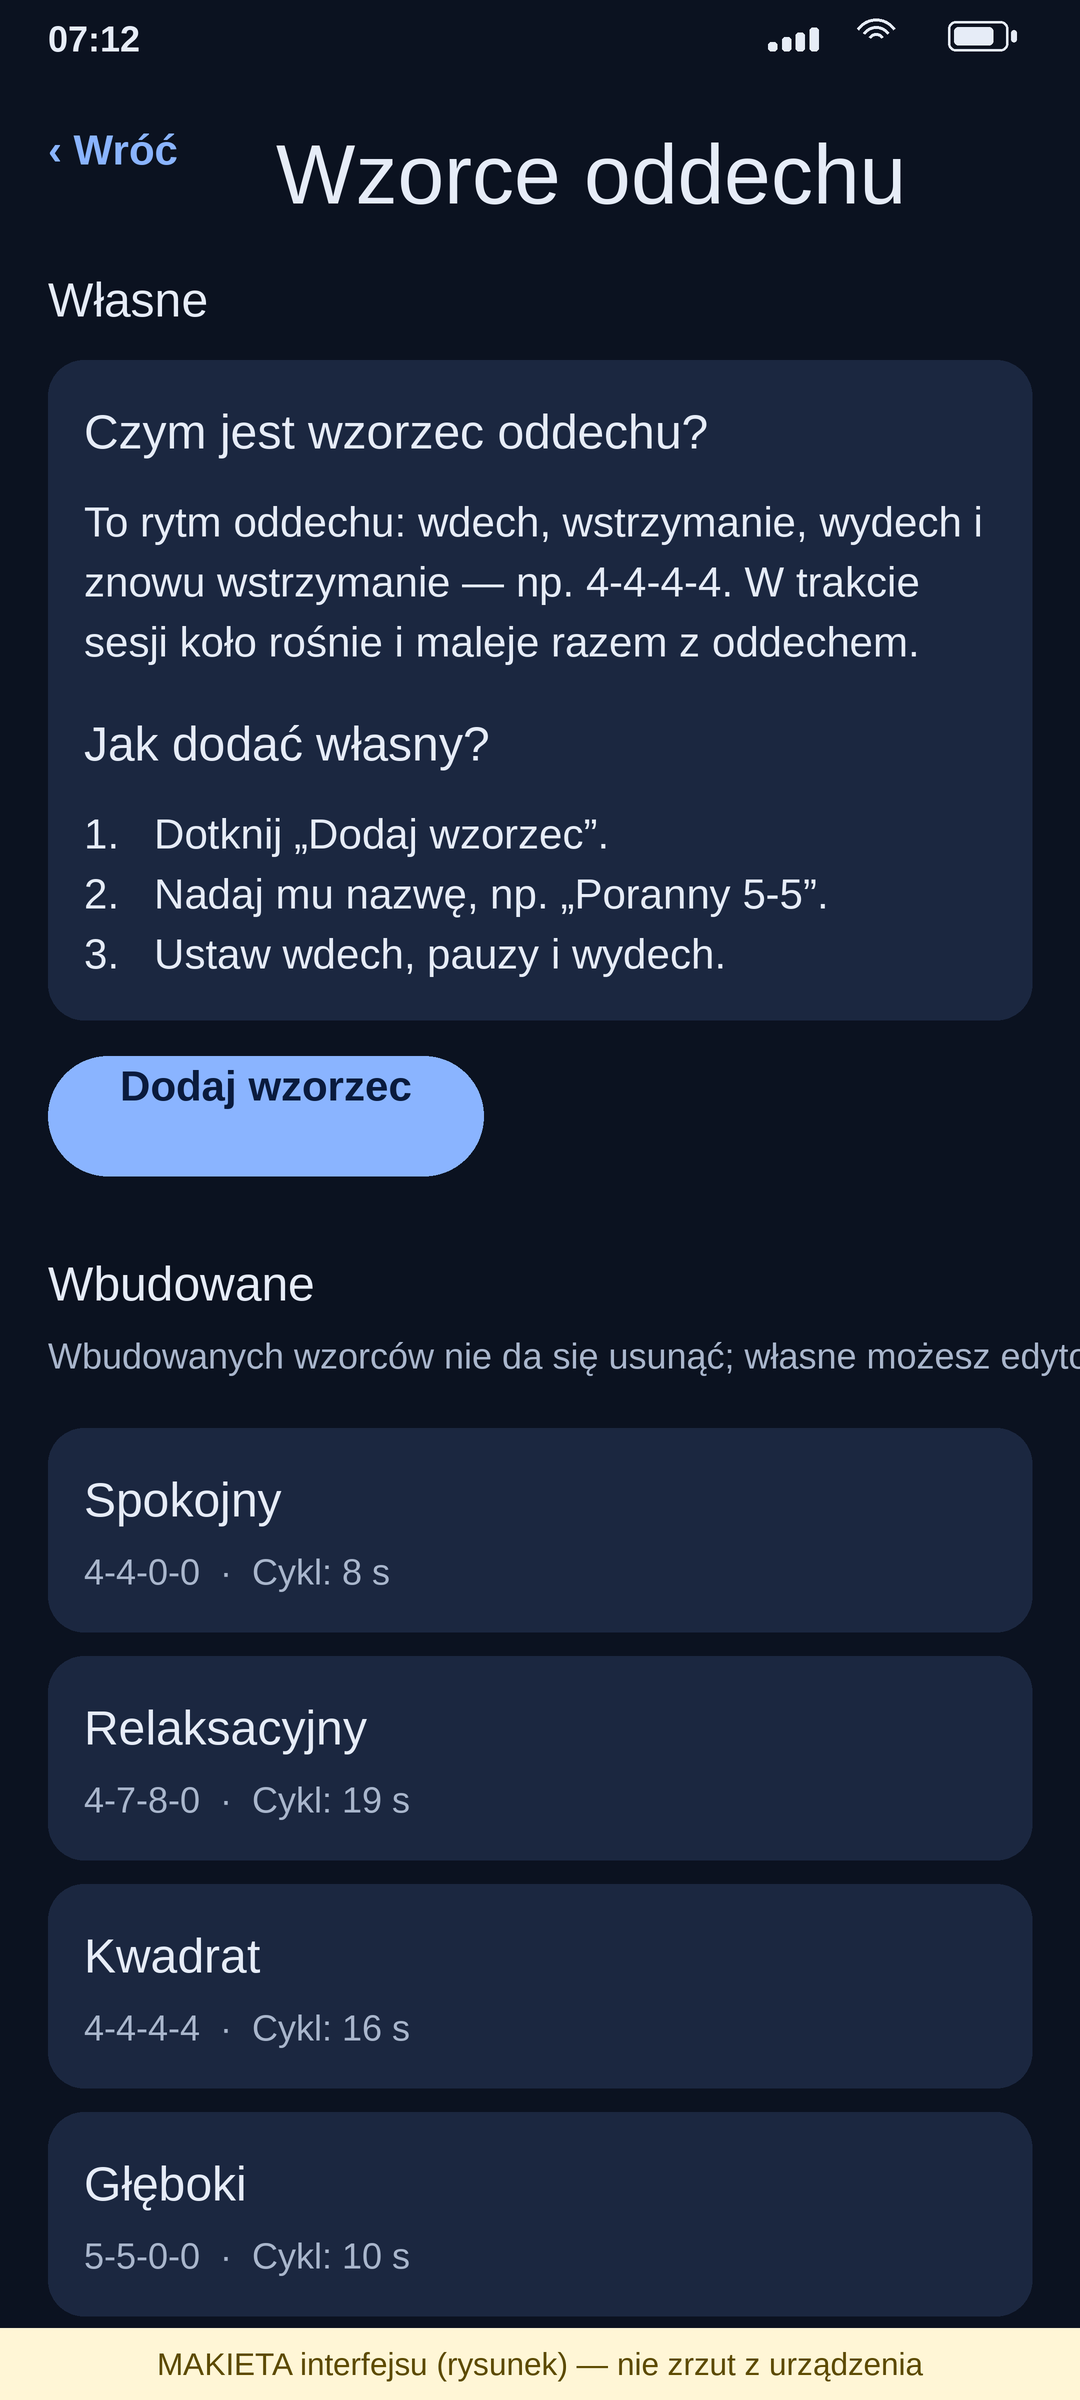 07:12
‹ Wróć
Wzorce oddechu
Własne
Czym jest wzorzec oddechu?
To rytm oddechu: wdech, wstrzymanie, wydech i
znowu wstrzymanie — np. 4-4-4-4. W trakcie
sesji koło rośnie i maleje razem z oddechem.
Jak dodać własny?
1. Dotknij „Dodaj wzorzec”.
2. Nadaj mu nazwę, np. „Poranny 5-5”.
3. Ustaw wdech, pauzy i wydech.
Dodaj wzorzec
Wbudowane
Wbudowanych wzorców nie da się usunąć; własne możesz
Spokojny
4-4-0-0 · Cykl: 8 s
Relaksacyjny
4-7-8-0 · Cykl: 19 s
Kwadrat
4-4-4-4 · Cykl: 16 s
Głęboki
5-5-0-0 · Cykl: 10 s
MAKIETA interfejsu (rysunek) — nie zrzut z urządzenia